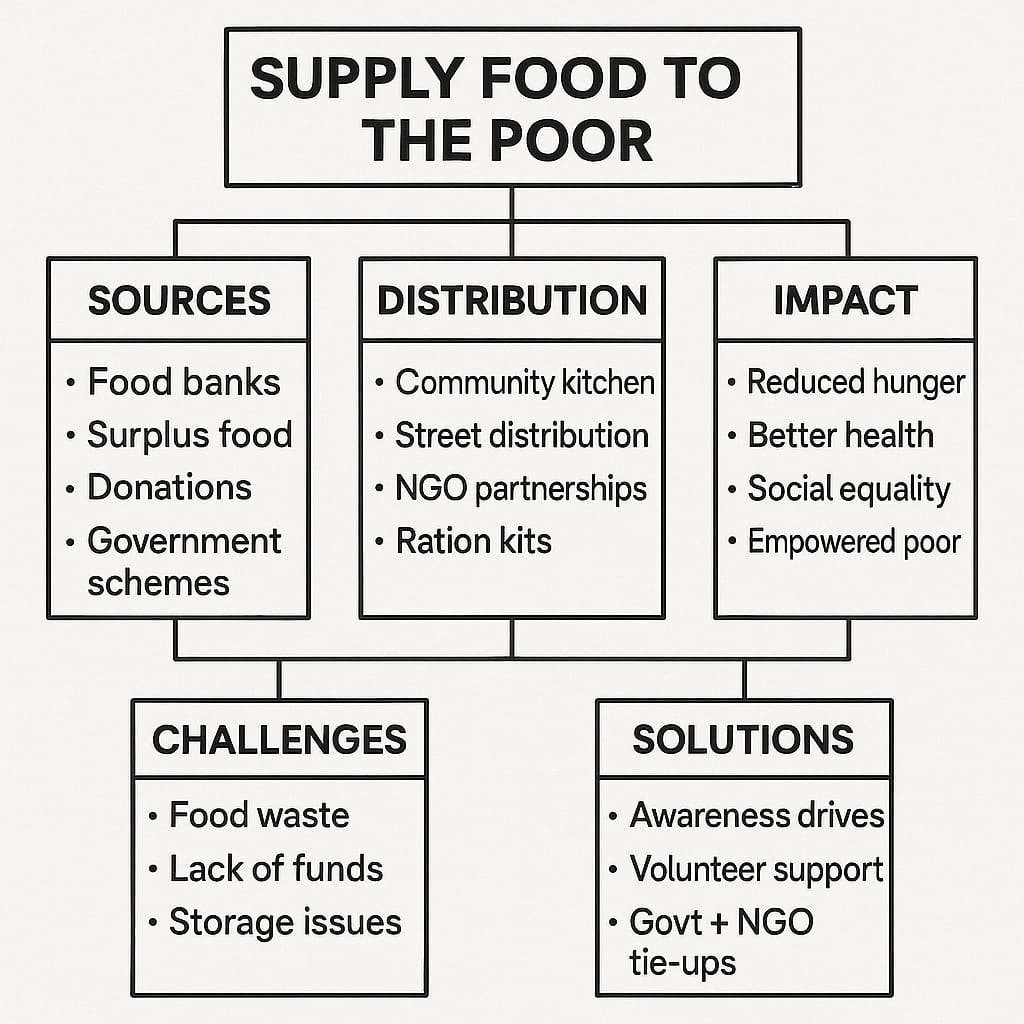 SUPPLY FOOD TO
THE POOR
SOURCES
• Food banks
• Surplus food
• Donations
• Government
schemes
DISTRIBUTION
• Community kitchen
• Street distribution
• NGO partnerships
• Ration kits
IMPACT
• Reduced hunger
• Better health
• Social equality
• Empowered poor
CHALLENGES
• Food waste
• Lack of funds
• Storage issues
SOLUTIONS
• Awareness drives
• Volunteer support
• Govt + NGO
tie-ups